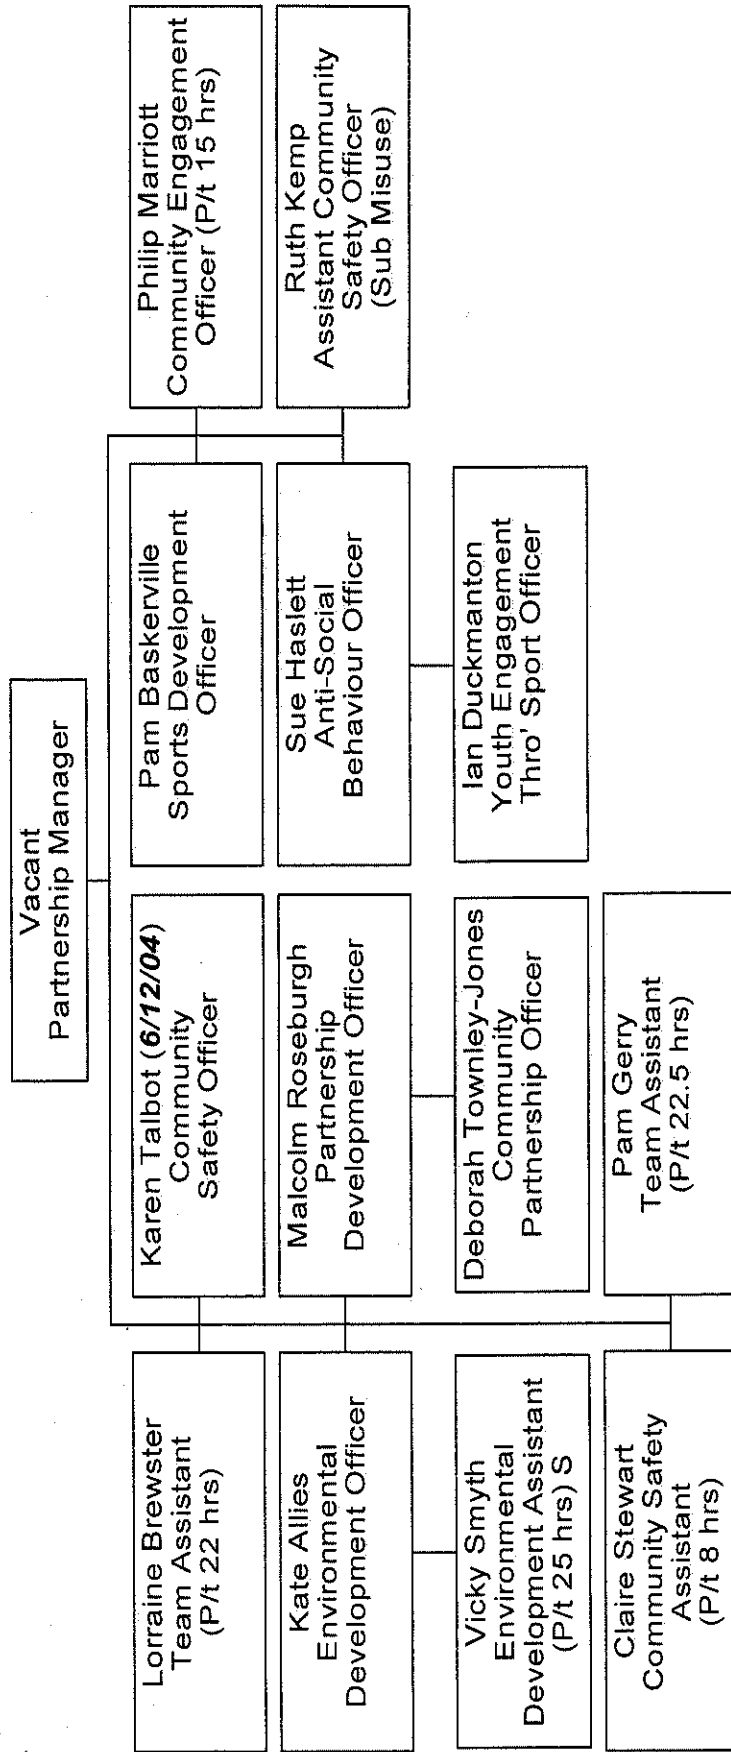 Vacant
Partnership Manager
Lorraine Brewster
Team Assistant
(P/t 22 hrs)
Karen Talbot (6/12/04)
Community
Safety Officer
Pam Baskerville
Sports Development
Officer
Philip Marriott
Community Engagement
Officer (P/t 15 hrs)
Kate Allies
Environmental
Development Officer
Malcolm Roseburgh
Partnership
Development Officer
Sue Haslett
Anti-Social
Behaviour Officer
Ruth Kemp
Assistant Community
Safety Officer
(Sub Misuse)
Vicky Smyth
Environmental
Development Assistant
(P/t 25 hrs) S
Deborah Townley-Jones
Community
Partnership Officer
Ian Duckmanton
Youth Engagement
Thro' Sport Officer
Claire Stewart
Community Safety
Assistant
(P/t 8 hrs)
Pam Gerry
Team Assistant
(P/t 22.5 hrs)